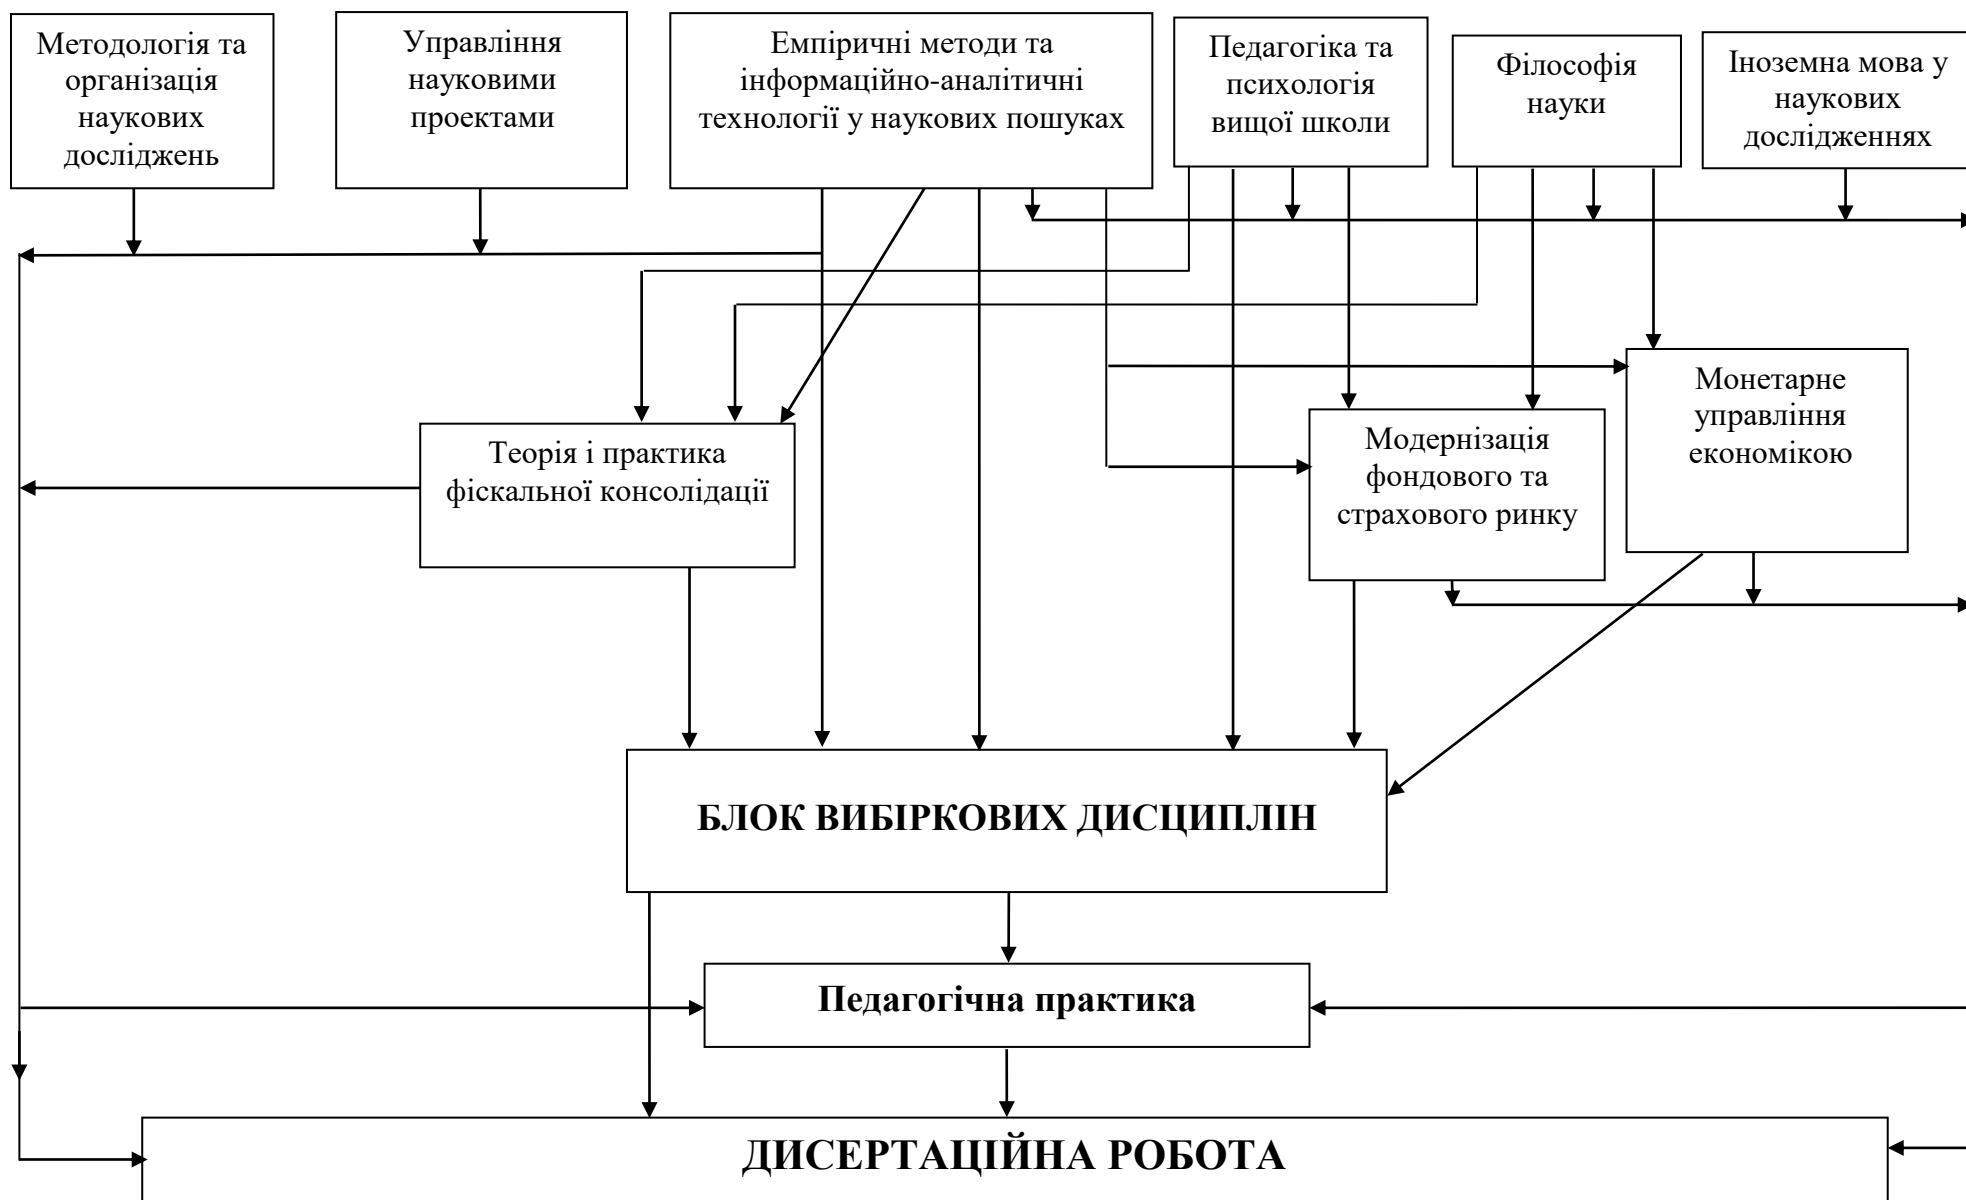 Методологія та
організація
наукових
досліджень
Управління
науковими
проектами
Емпіричні методи та
інформаційно-аналітичні
технології у наукових пошуках
Педагогіка та
психологія
вищої школи
Філософія
науки
Іноземна мова у
наукових
дослідженнях
Теорія і практика
фіскальної консолідації
Модернізація
фондового та
страхового ринку
Монетарне
управління
економікою
БЛОК ВИБІРКОВИХ ДИСЦИПЛІН
Педагогічна практика
ДИСЕРТАЦІЙНА РОБОТА